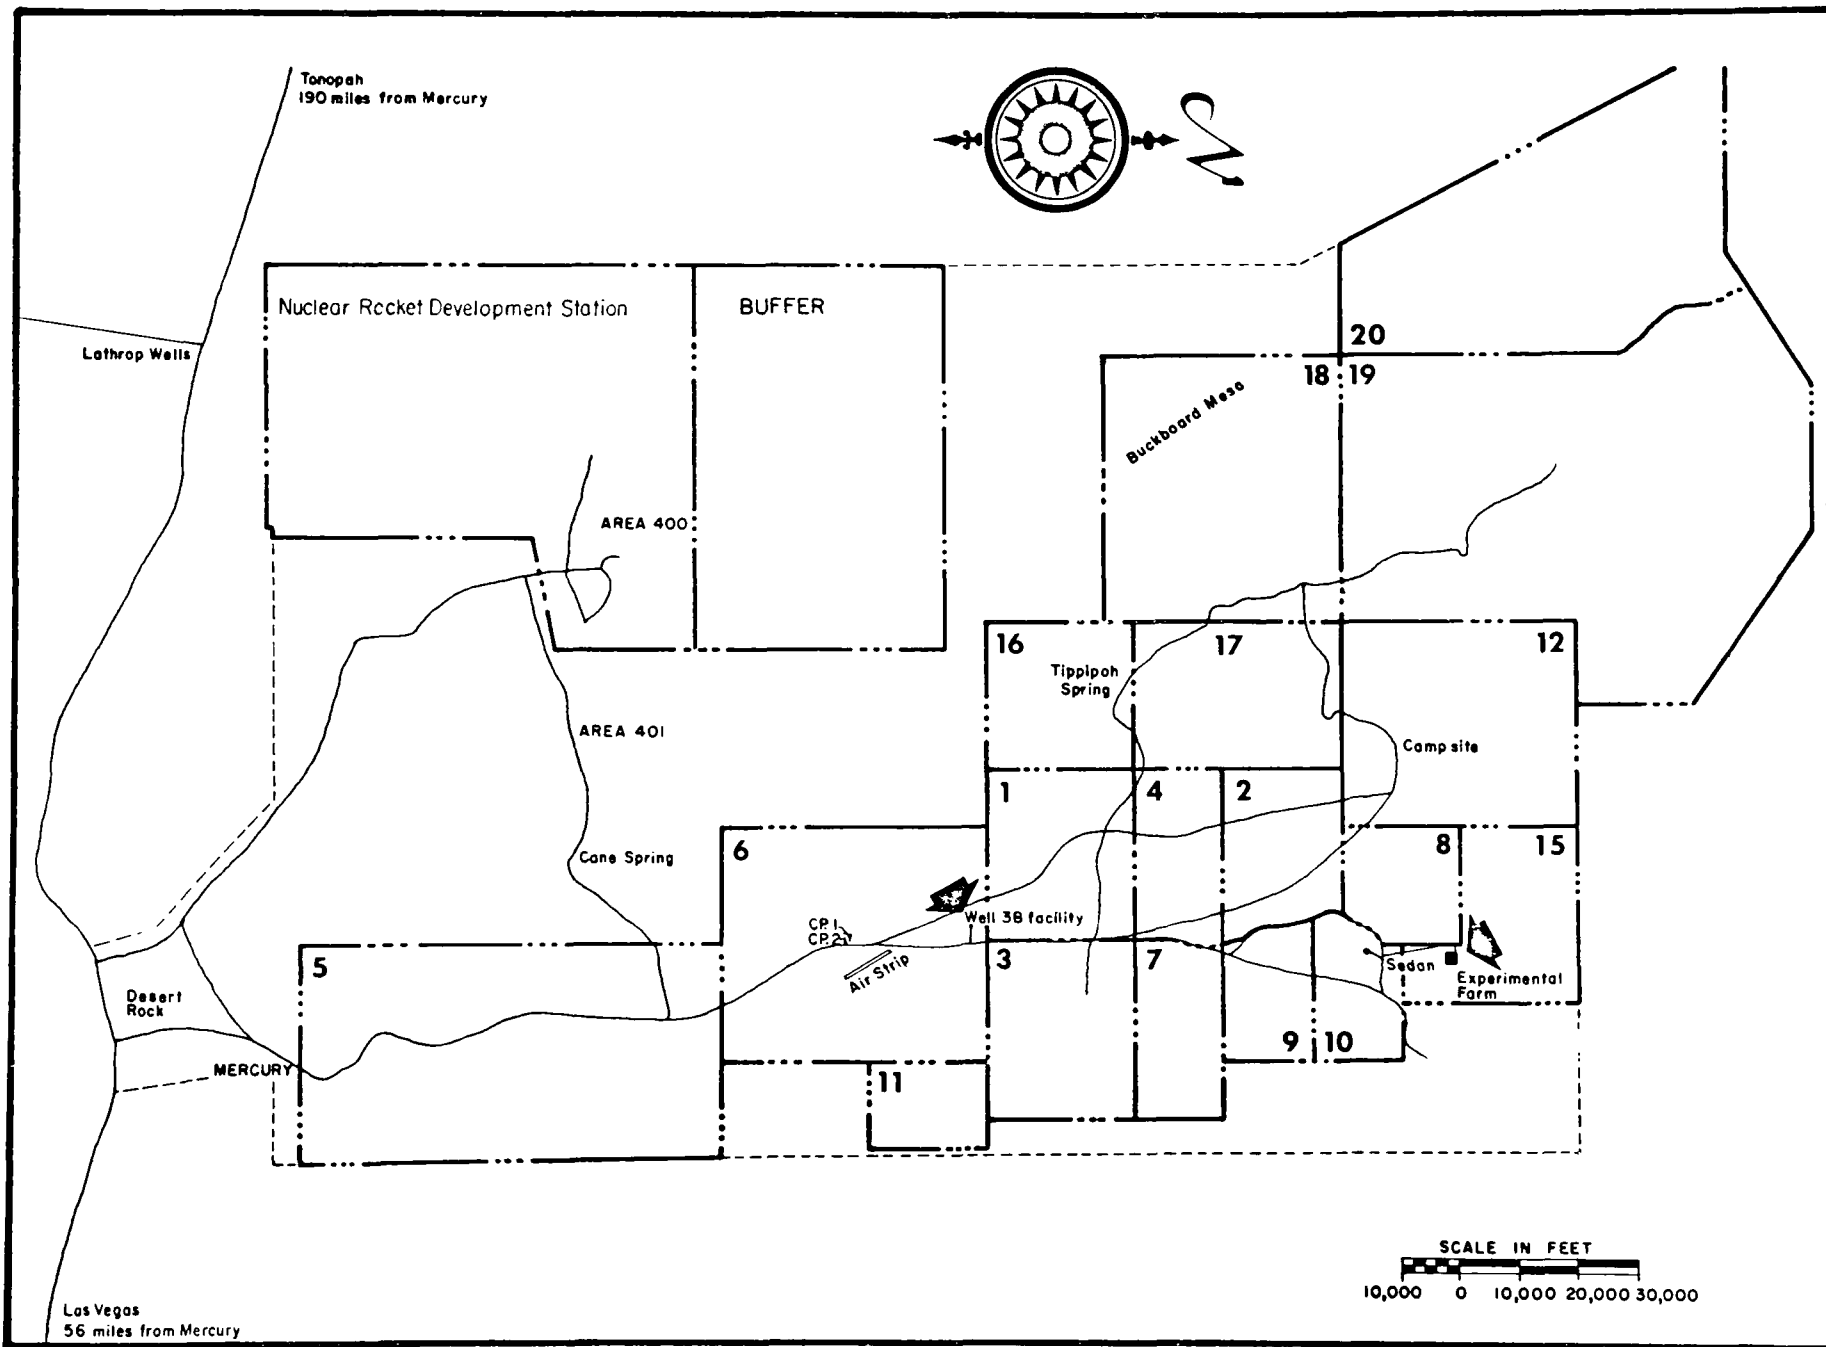 Tonopah
190 miles from Mercury
N
Nuclear Rocket Development Station
BUFFER
Lathrop Wells
20
18
19
Buckboard Mesa
AREA 400
16
17
12
Tippipah
Spring
AREA 401
Camp site
1
4
2
6
8
15
Cane Spring
CP. 1
CP. 2
Well 3B facility
Air Strip
5
3
7
Sedan
Experimental
Farm
Desert
Rock
9
10
MERCURY
11
SCALE IN FEET
10,000 0 10,000 20,000 30,000
Las Vegas
56 miles from Mercury